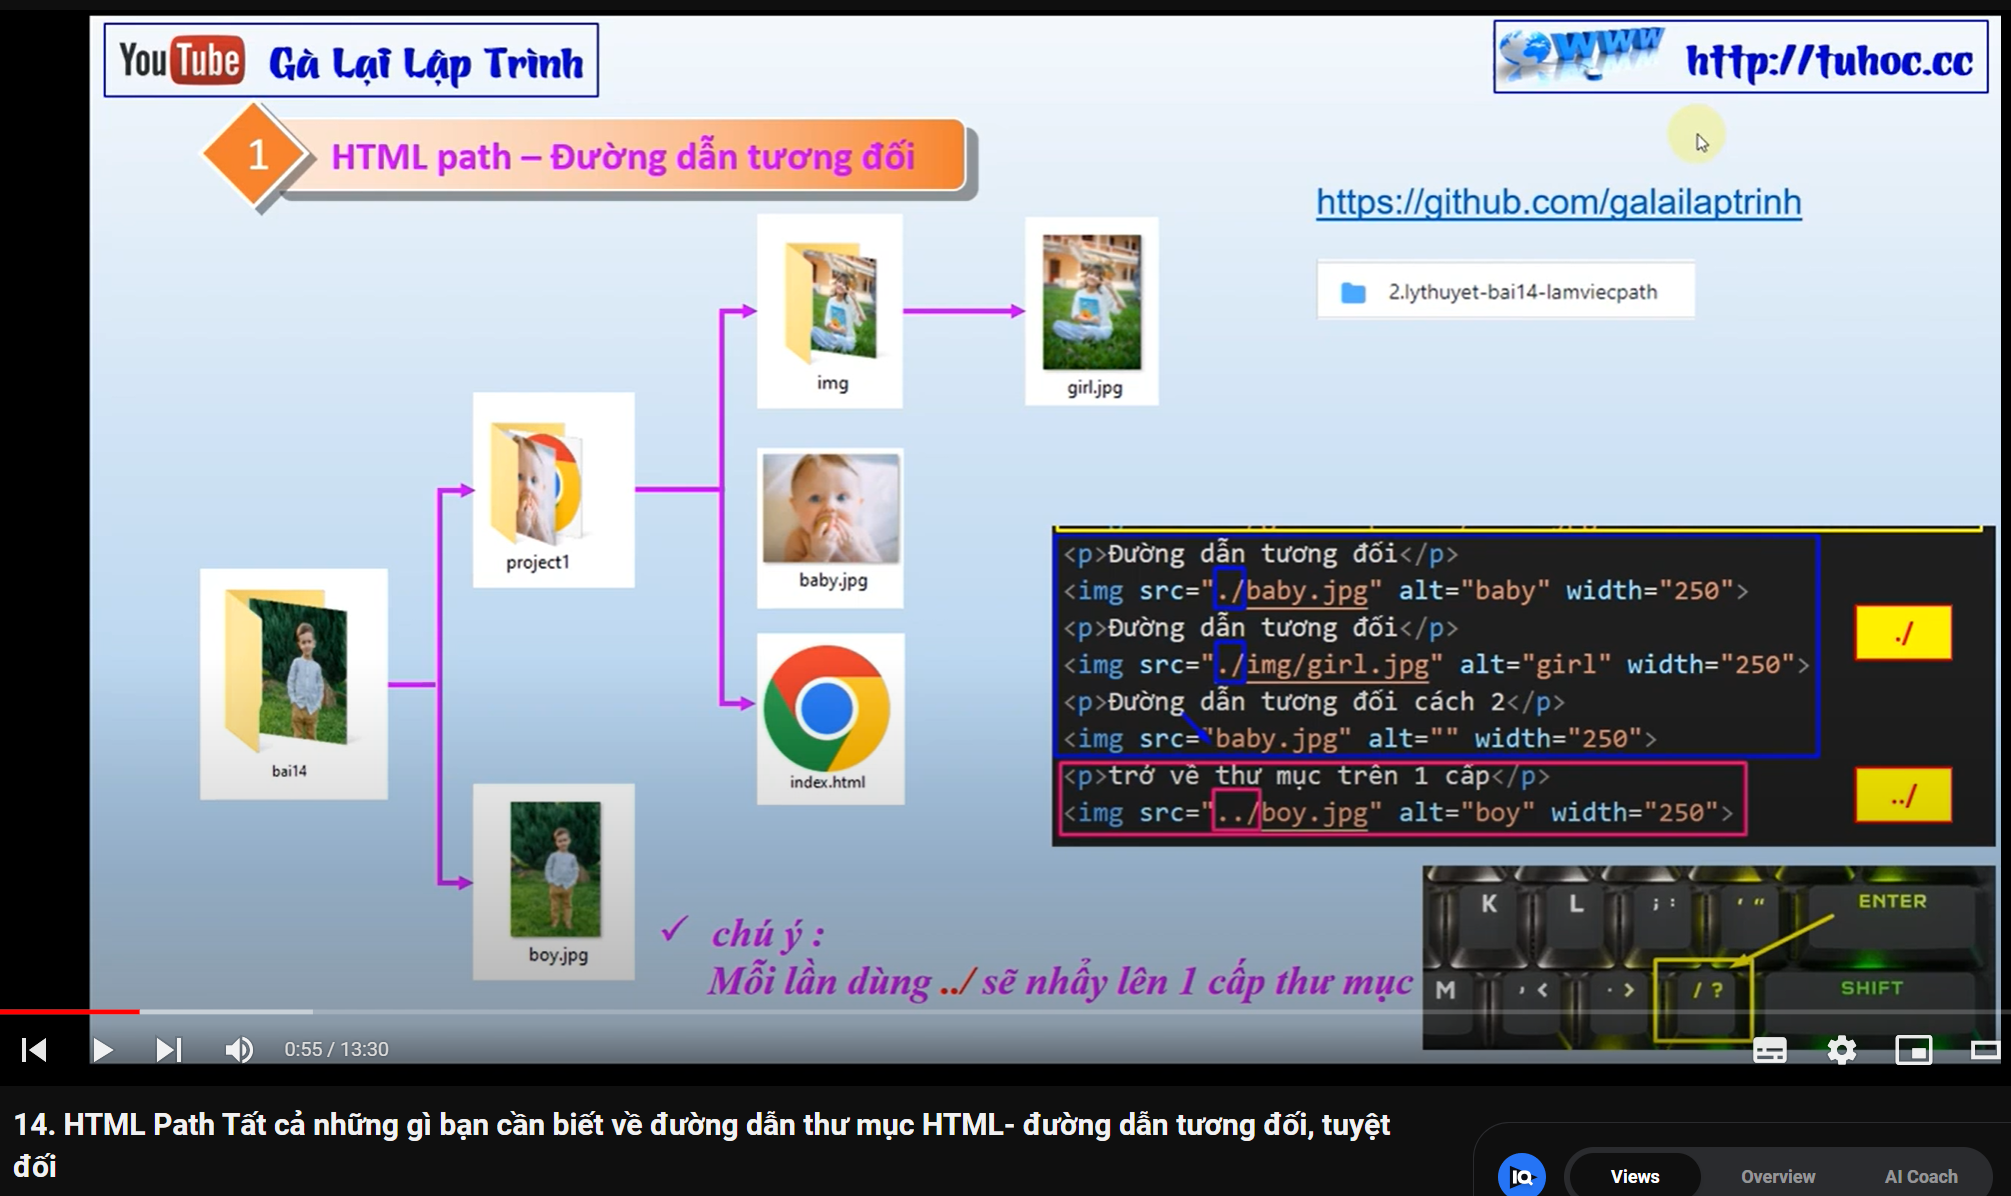 YouTube Gà Lại Lập Trình
WWW http://tuhoc.cc
1 HTML path – Đường dẫn tương đối
https://github.com/galailaptrinh
2.lythuyet-bai14-lamviecpath
img
girl.jpg
project1
baby.jpg
bai14
index.html
boy.jpg
<p>Đường dẫn tương đối</p>
<img src="./baby.jpg" alt="baby" width="250">
<p>Đường dẫn tương đối</p>
<img src="./img/girl.jpg" alt="girl" width="250">
<p>Đường dẫn tương đối cách 2</p>
<img src="baby.jpg" alt="" width="250">
<p>trở về thư mục trên 1 cấp</p>
<img src="../boy.jpg" alt="boy" width="250">
./
../
✓ chú ý :
Mỗi lần dùng ../ sẽ nhẩy lên 1 cấp thư mục
K L ; : ' " ENTER
M , < . > / ? SHIFT
0:55 / 13:30
14. HTML Path Tất cả những gì bạn cần biết về đường dẫn thư mục HTML- đường dẫn tương đối, tuyệt
đối
IQ Views Overview AI Coach